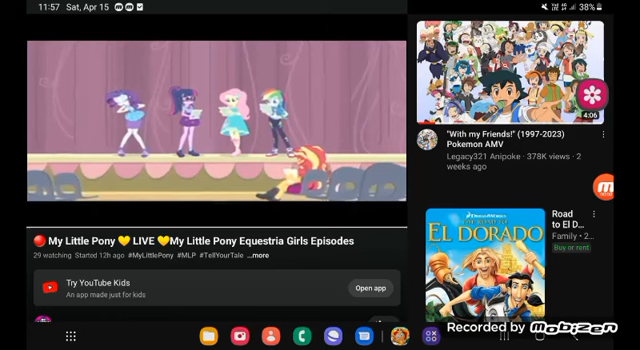 11:57 Sat, Apr 15
38%
4:06
"With my Friends!" (1997-2023)
Pokemon AMV
Legacy321 Anipoke · 378K views · 2
weeks ago
🔴 My Little Pony 💛 LIVE 💛My Little Pony Equestria Girls Episodes
29 watching Started 12h ago #MyLittlePony #MLP #TellYourTale ...more
Try YouTube Kids
An app made just for kids
Open app
DREAMWORKS
THE ROAD TO
EL DORADO
Road
to El D...
Family • 2...
Buy or rent
Recorded by mobizen